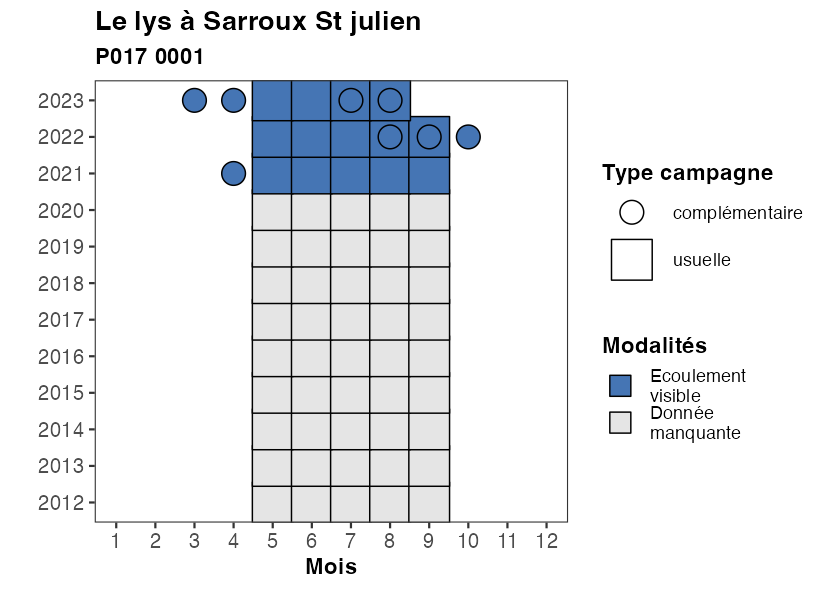 Le lys à Sarroux St julien
P017 0001
2023
2022
2021
2020
2019
2018
2017
2016
2015
2014
2013
2012
1 2 3 4 5 6 7 8 9 10 11 12
Mois
Type campagne
complémentaire
usuelle
Modalités
Ecoulement
visible
Donnée
manquante